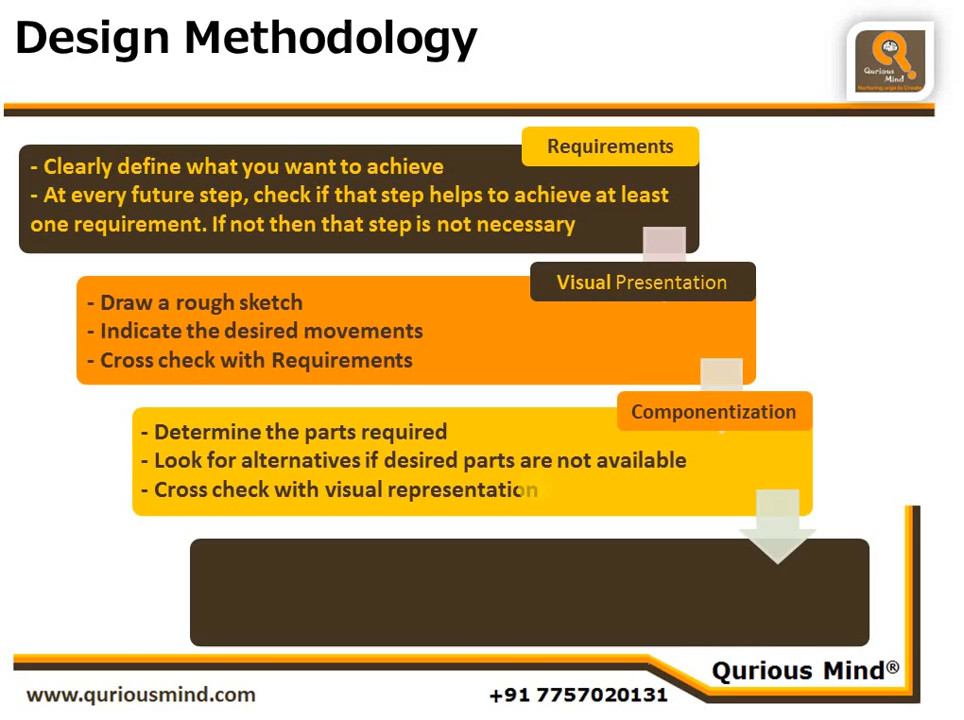 Design Methodology
Qurious
Mind
Requirements
- Clearly define what you want to achieve
- At every future step, check if that step helps to achieve at least
one requirement. If not then that step is not necessary
Visual Presentation
- Draw a rough sketch
- Indicate the desired movements
- Cross check with Requirements
Componentization
- Determine the parts required
- Look for alternatives if desired parts are not available
- Cross check with visual representation
Qurious Mind®
www.quriousmind.com
+91 7757020131